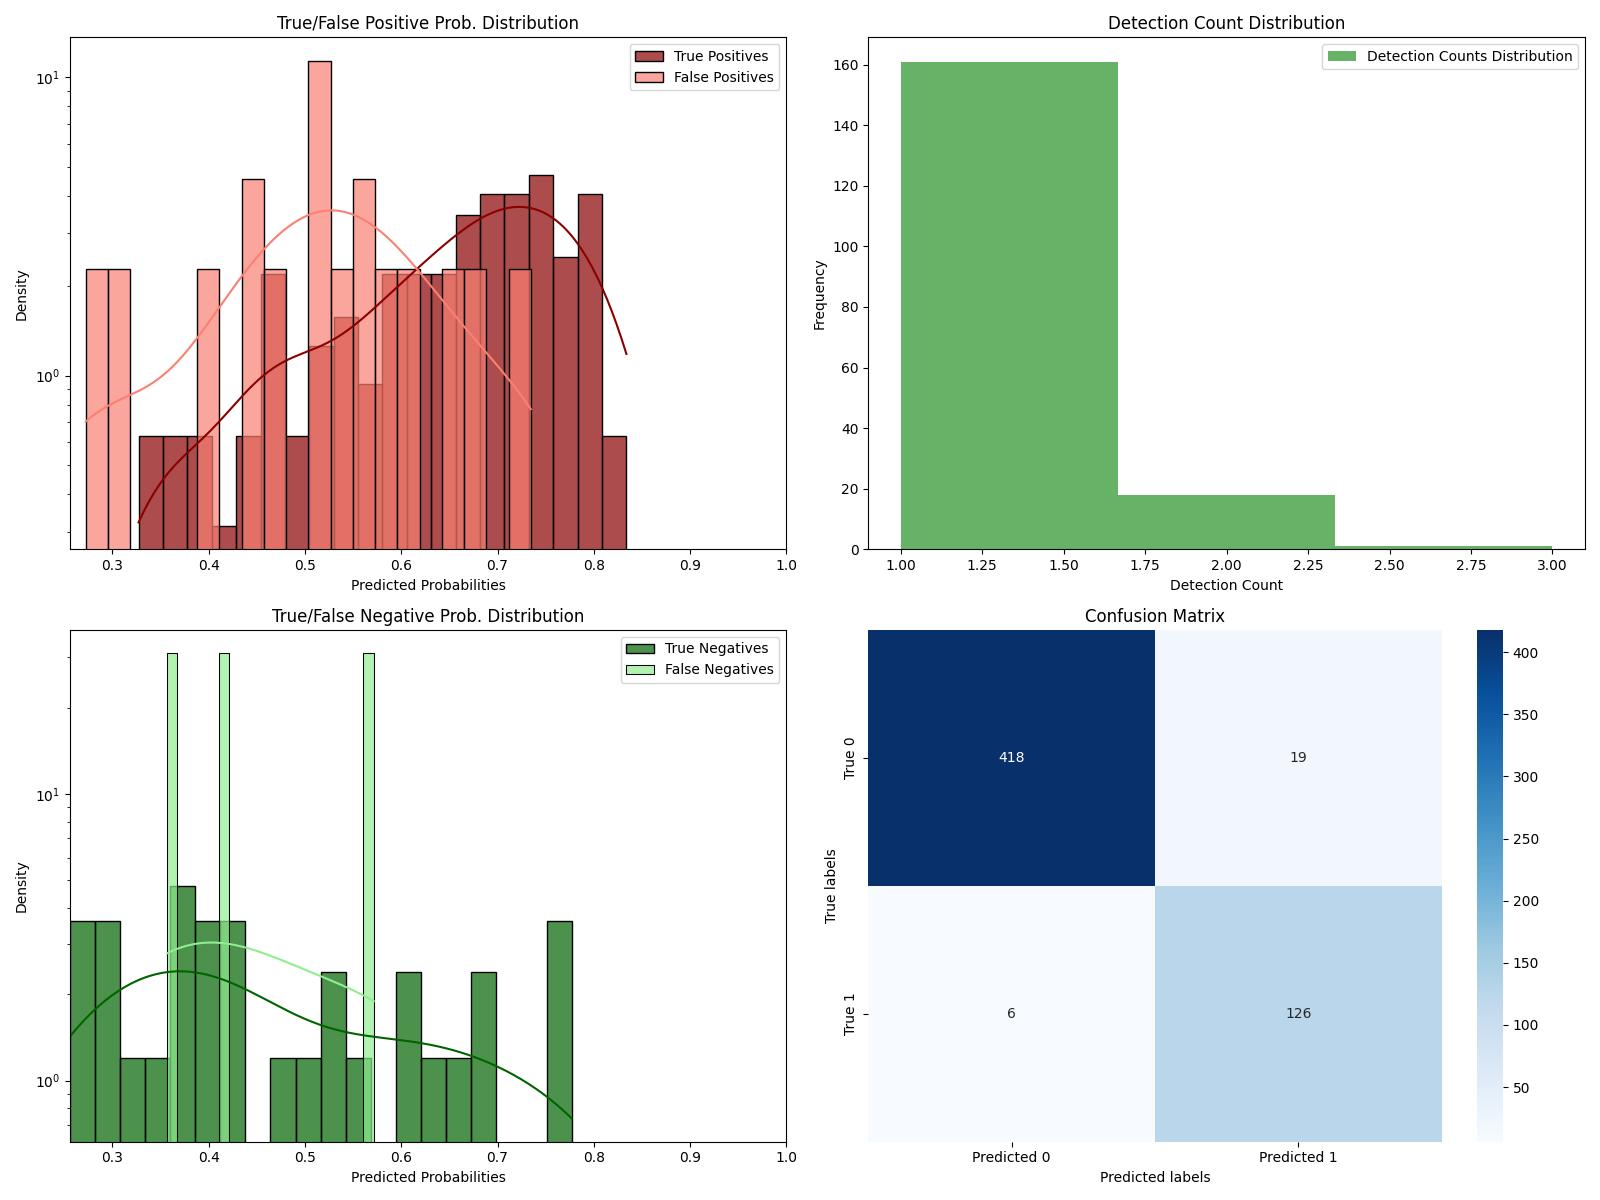 True/False Positive Prob. Distribution
True Positives
False Positives
10¹
10⁰
Density
0.3 0.4 0.5 0.6 0.7 0.8 0.9 1.0
Predicted Probabilities
Detection Count Distribution
Detection Counts Distribution
160
140
120
100
80
60
40
20
0
Frequency
1.00 1.25 1.50 1.75 2.00 2.25 2.50 2.75 3.00
Detection Count
True/False Negative Prob. Distribution
True Negatives
False Negatives
10¹
10⁰
Density
0.3 0.4 0.5 0.6 0.7 0.8 0.9 1.0
Predicted Probabilities
Confusion Matrix
True 0
True 1
True labels
418 19
6 126
Predicted 0 Predicted 1
Predicted labels
400
350
300
250
200
150
100
50